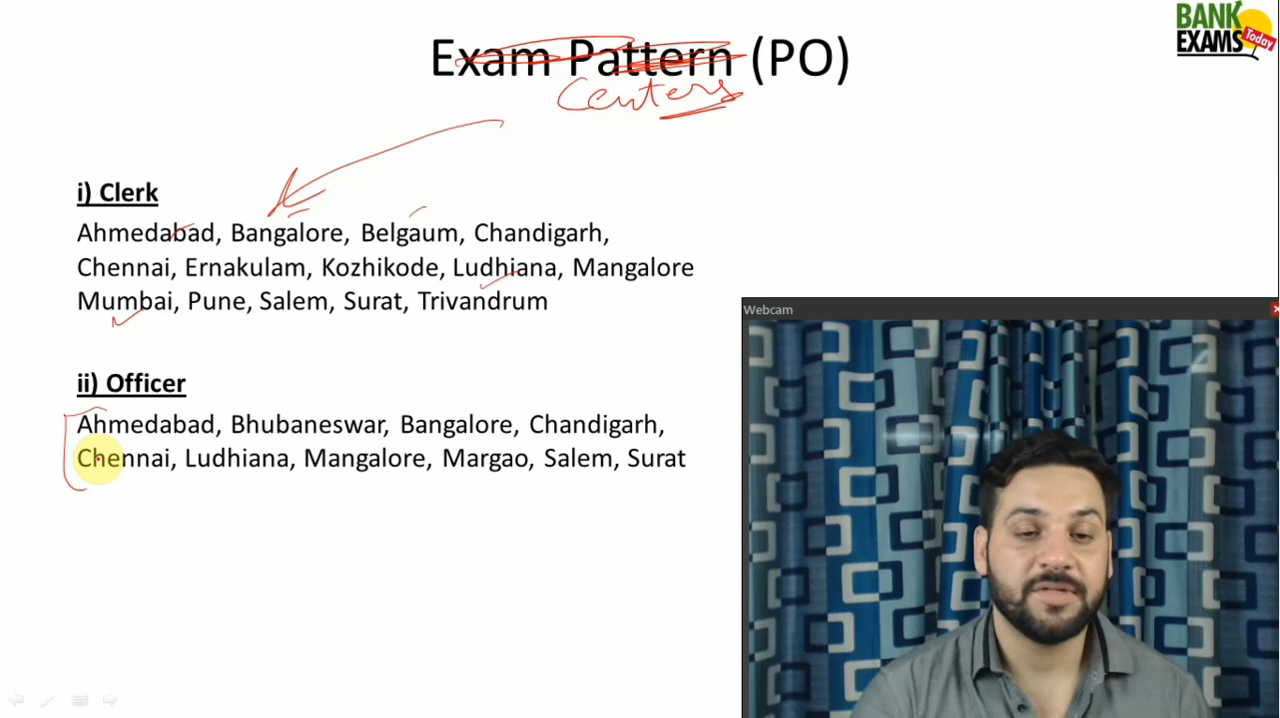 BANK
EXAMS Today
Exam Pattern (PO)
Centers
i) Clerk
Ahmedabad, Bangalore, Belgaum, Chandigarh,
Chennai, Ernakulam, Kozhikode, Ludhiana, Mangalore
Mumbai, Pune, Salem, Surat, Trivandrum
Webcam
ii) Officer
Ahmedabad, Bhubaneswar, Bangalore, Chandigarh,
Chennai, Ludhiana, Mangalore, Margao, Salem, Surat